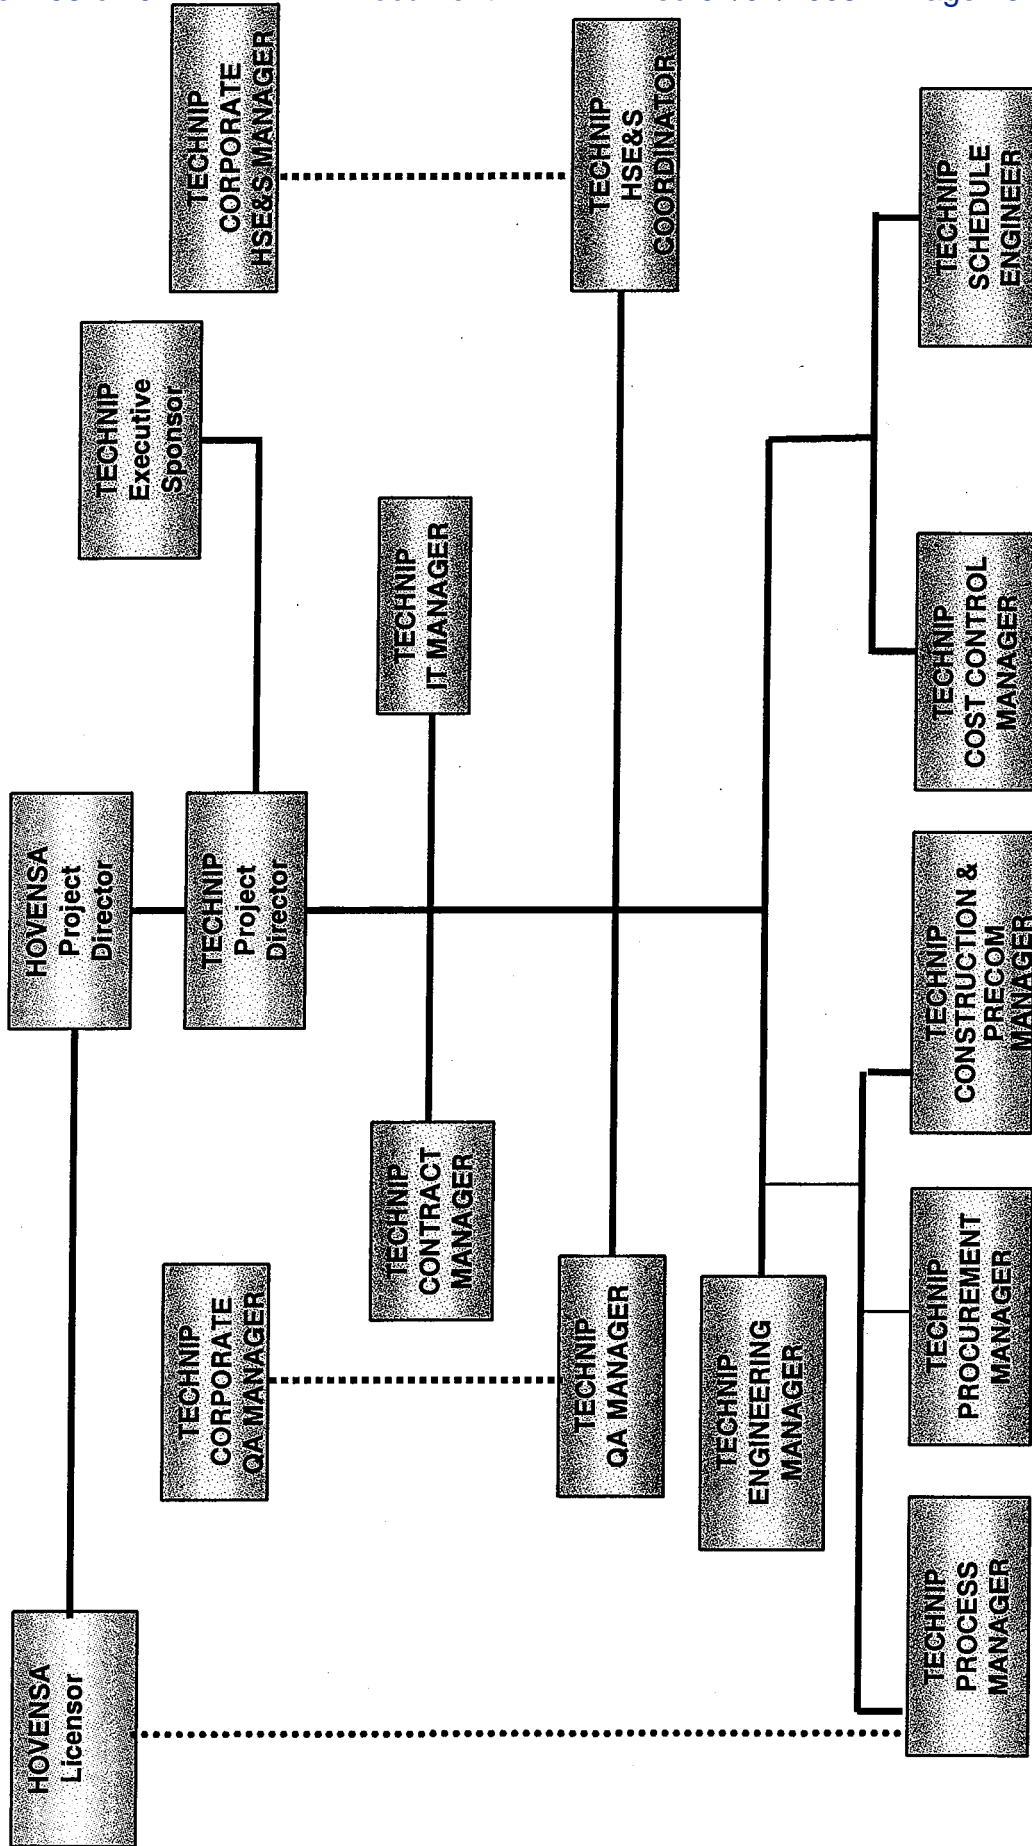 HOVENSA
Licensor
HOVENSA
Project
Director
TECHNIP
Project
Director
TECHNIP
Executive
Sponsor
TECHNIP
CORPORATE
QA MANAGER
TECHNIP
CORPORATE
HSE&S MANAGER
TECHNIP
CONTRACT
MANAGER
TECHNIP
IT MANAGER
TECHNIP
QA MANAGER
TECHNIP
HSE&S
COORDINATOR
TECHNIP
ENGINEERING
MANAGER
TECHNIP
PROCESS
MANAGER
TECHNIP
PROCUREMENT
MANAGER
TECHNIP
CONSTRUCTION &
PRECOM
MANAGER
TECHNIP
COST CONTROL
MANAGER
TECHNIP
SCHEDULE
ENGINEER